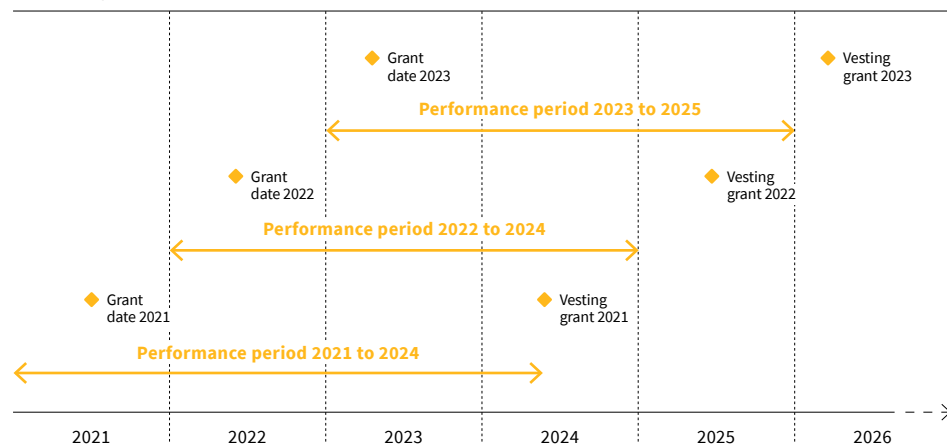 Grant
date 2023
Vesting
grant 2023
Performance period 2023 to 2025
Grant
date 2022
Vesting
grant 2022
Performance period 2022 to 2024
Grant
date 2021
Vesting
grant 2021
Performance period 2021 to 2024
2021 2022 2023 2024 2025 2026